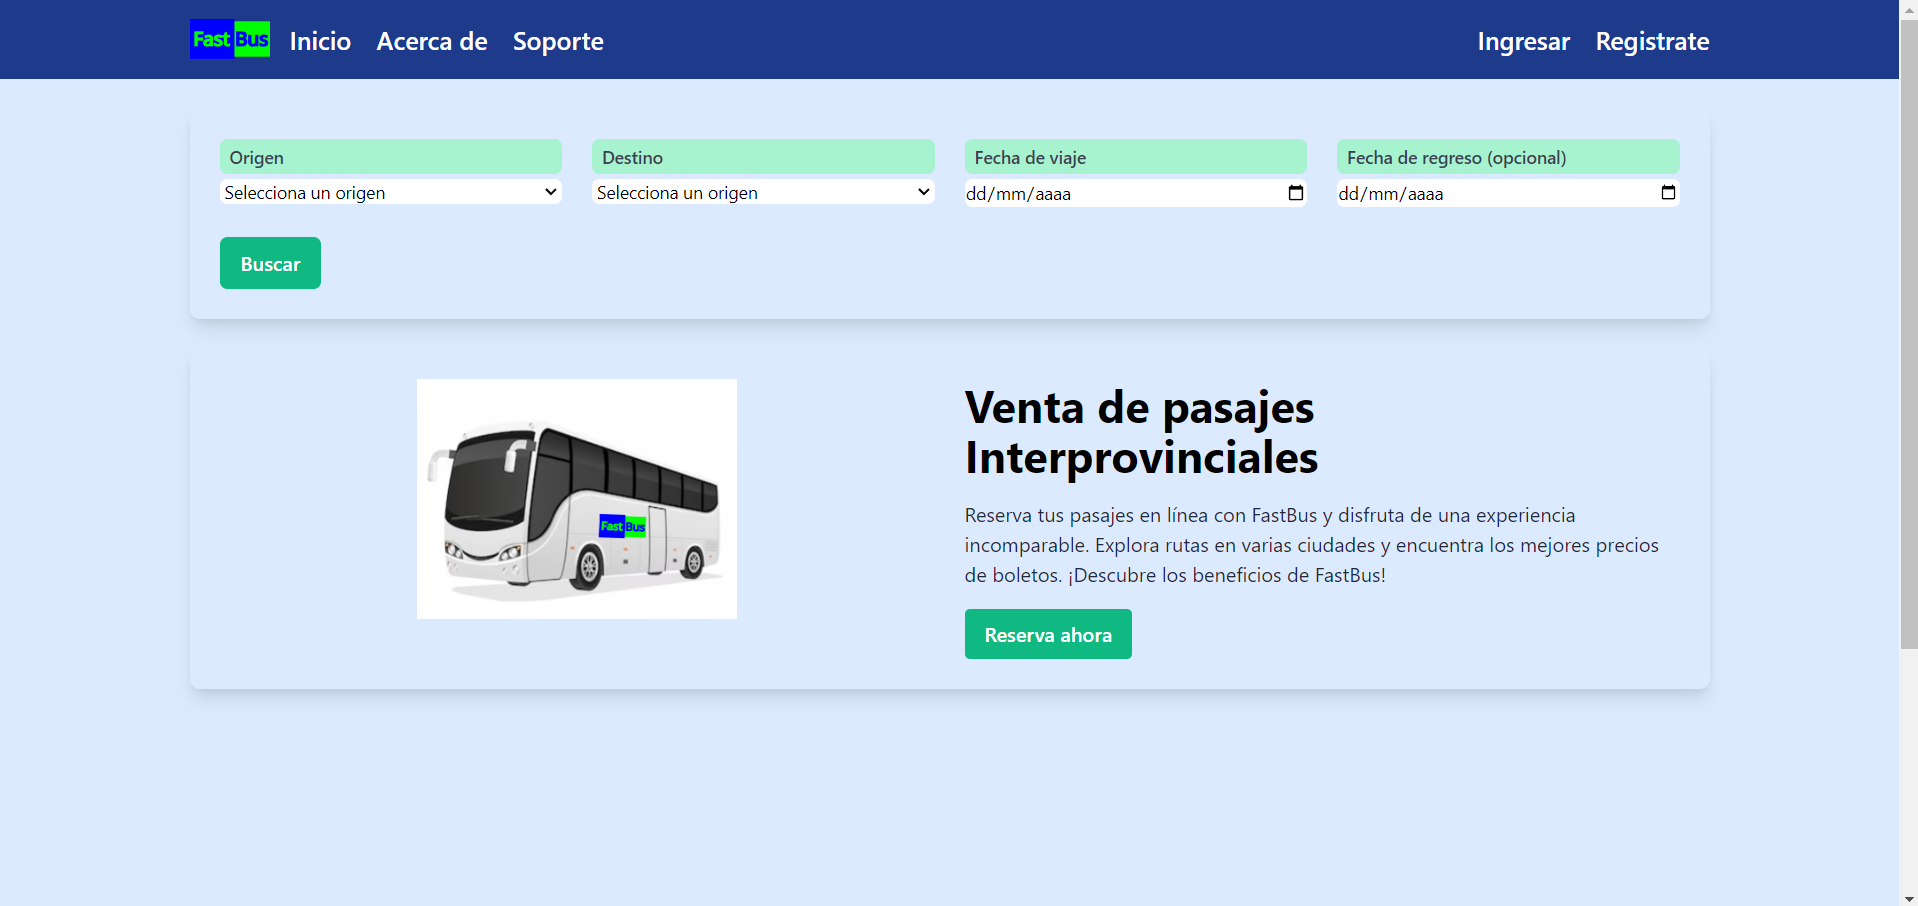 Fast Bus
Inicio
Acerca de
Soporte
Ingresar
Registrate
Origen
Destino
Fecha de viaje
Fecha de regreso (opcional)
Selecciona un origen
Selecciona un origen
dd/mm/aaaa
dd/mm/aaaa
Buscar
Fast Bus
Venta de pasajes
Interprovinciales
Reserva tus pasajes en línea con FastBus y disfruta de una experiencia
incomparable. Explora rutas en varias ciudades y encuentra los mejores precios
de boletos. ¡Descubre los beneficios de FastBus!
Reserva ahora